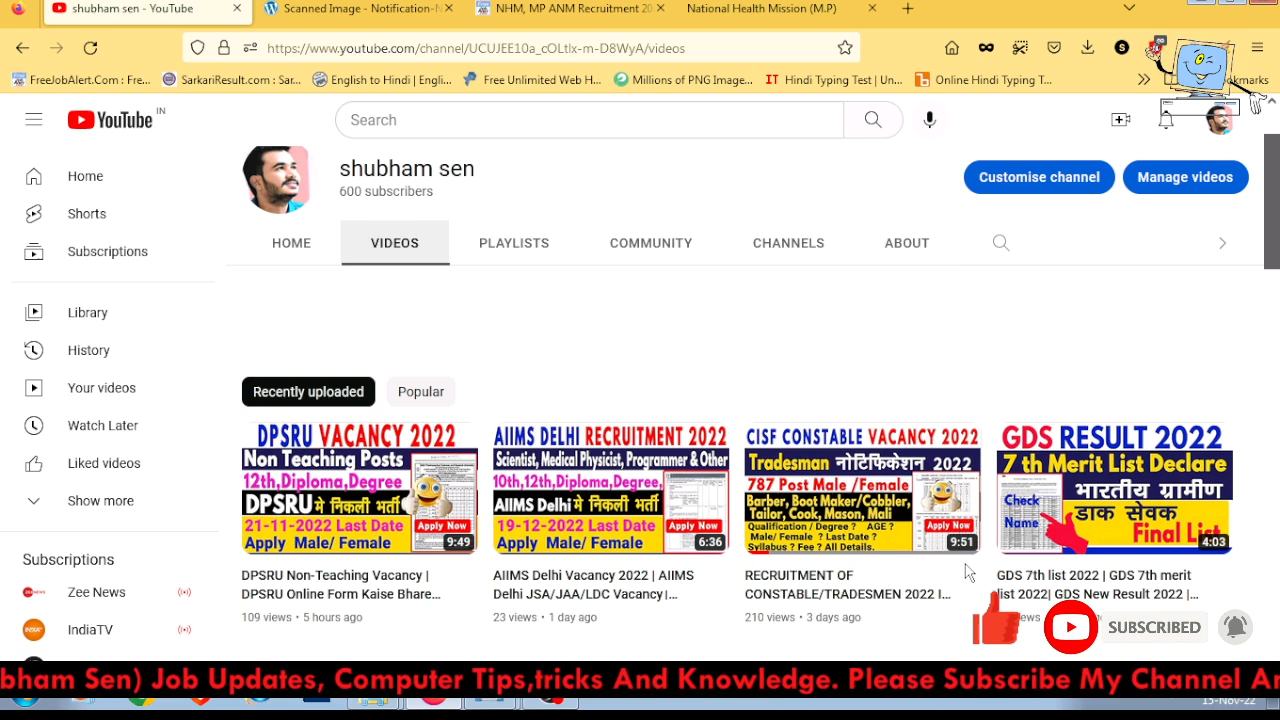 shubham sen - YouTube
Scanned Image - Notification-N
NHM, MP ANM Recruitment 20
National Health Mission (M.P)
https://www.youtube.com/channel/UCUJEE10a_cOLtlx-m-D8WyA/videos
FreeJobAlert.Com : Fre...
SarkariResult.com : Sar...
English to Hindi | Engli...
Free Unlimited Web H...
Millions of PNG Image...
Hindi Typing Test | Un...
Online Hindi Typing T...
YouTube IN
Search
shubham sen
600 subscribers
Customise channel
Manage videos
HOME
VIDEOS
PLAYLISTS
COMMUNITY
CHANNELS
ABOUT
Home
Shorts
Subscriptions
Library
History
Your videos
Watch Later
Liked videos
Show more
Subscriptions
Zee News
IndiaTV
Recently uploaded
Popular
DPSRU VACANCY 2022
Non Teaching Posts
12th,Diploma,Degree
DPSRU मे निकली भर्ती
21-11-2022 Last Date
Apply Male/ Female
Apply Now
9:49
DPSRU Non-Teaching Vacancy |
DPSRU Online Form Kaise Bhare...
109 views • 5 hours ago
AIIMS DELHI RECRUITMENT 2022
Scientist, Medical Physicist, Programmer & Other
10th,12th,Diploma,Degree,
AIIMS Delhi में निकली भर्ती
19-12-2022 Last Date
Apply Male/ Female
Apply Now
6:36
AIIMS Delhi Vacancy 2022 | AIIMS
Delhi JSA/JAA/LDC Vacancy|...
23 views • 1 day ago
CISF CONSTABLE VACANCY 2022
Tradesman नोटिफिकेशन 2022
787 Post Male /Female
Barber, Boot Maker/Cobbler,
Tailor, Cook, Mason, Mali
Qualification / Degree ? AGE ?
Male/ Female ? Last Date ?
Syllabus ? Fee ? All Details.
Apply Now
9:51
RECRUITMENT OF
CONSTABLE/TRADESMEN 2022 I...
210 views • 3 days ago
GDS RESULT 2022
7 th Merit List Declare
Check
Name
भारतीय ग्रामीण
डाक सेवक
Final List
4:03
GDS 7th list 2022 | GDS 7th merit
list 2022| GDS New Result 2022 |...
SUBSCRIBED
bham Sen) Job Updates, Computer Tips,tricks And Knowledge. Please Subscribe My Channel An
15-Nov-22